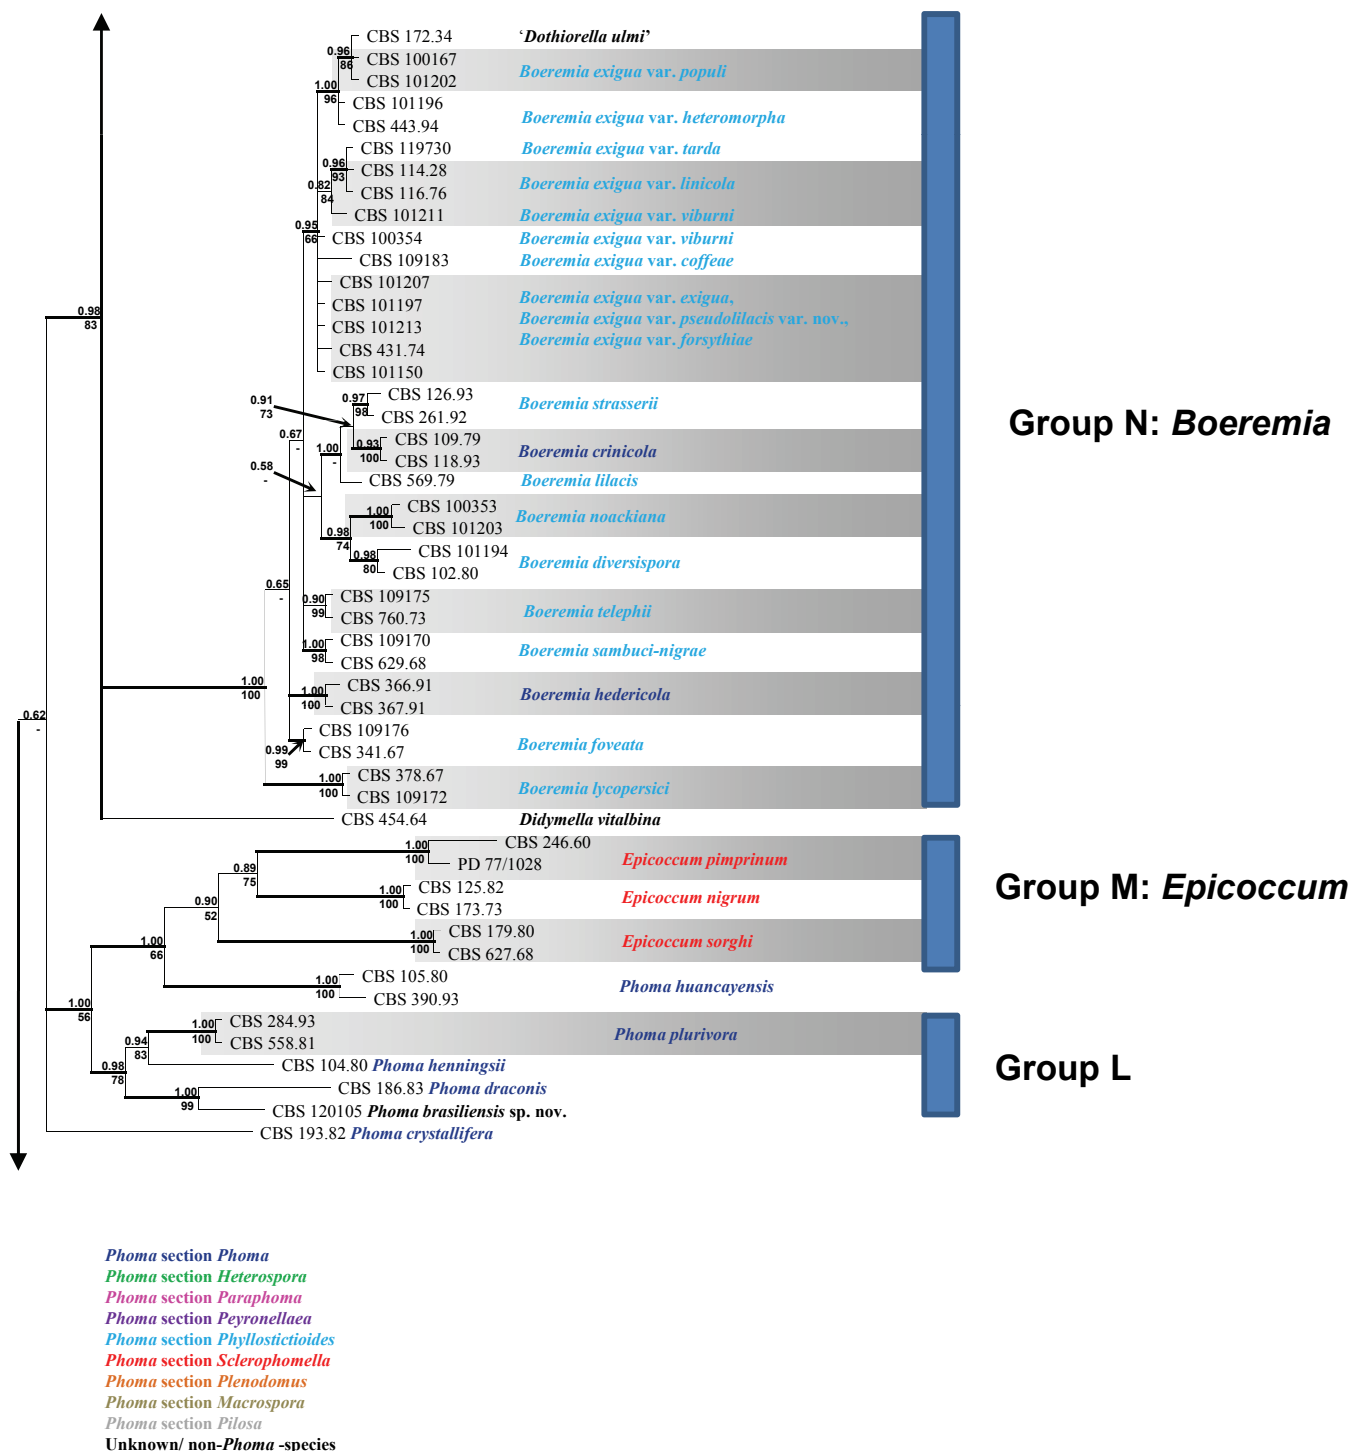 CBS 172.34 ‘Dothiorella ulmi’
0.96
86
CBS 100167
CBS 101202
Boeremia exigua var. populi
1.00
96
CBS 101196
CBS 443.94
Boeremia exigua var. heteromorpha
CBS 119730 Boeremia exigua var. tarda
0.96
93
CBS 114.28
CBS 116.76
Boeremia exigua var. linicola
0.82
84
CBS 101211 Boeremia exigua var. viburni
0.95
66
CBS 100354 Boeremia exigua var. viburni
CBS 109183 Boeremia exigua var. coffeae
CBS 101207
CBS 101197
CBS 101213
CBS 431.74
CBS 101150
Boeremia exigua var. exigua,
Boeremia exigua var. pseudolilacis var. nov.,
Boeremia exigua var. forsythiae
0.91
73
0.97
98
CBS 126.93
CBS 261.92
Boeremia strasserii
Group N: Boeremia
0.67
-
0.93
100
CBS 109.79
CBS 118.93
Boeremia crinicola
1.00
-
0.58
-
CBS 569.79 Boeremia lilacis
1.00
100
CBS 100353
CBS 101203
Boeremia noackiana
0.98
74
0.98
80
CBS 101194
CBS 102.80
Boeremia diversispora
0.65
-
0.90
99
CBS 109175
CBS 760.73
Boeremia telephii
1.00
98
CBS 109170
CBS 629.68
Boeremia sambuci-nigrae
1.00
100
1.00
100
CBS 366.91
CBS 367.91
Boeremia hedericola
0.62
-
0.99
99
CBS 109176
CBS 341.67
Boeremia foveata
1.00
100
CBS 378.67
CBS 109172
Boeremia lycopersici
0.98
83
CBS 454.64 Didymella vitalbina
1.00
100
CBS 246.60
PD 77/1028
Epicoccum pimprinum
0.89
75
1.00
100
CBS 125.82
CBS 173.73
Epicoccum nigrum
Group M: Epicoccum
0.90
52
1.00
100
CBS 179.80
CBS 627.68
Epicoccum sorghi
1.00
66
1.00
100
CBS 105.80
CBS 390.93
Phoma huancayensis
1.00
56
1.00
100
CBS 284.93
CBS 558.81
Phoma plurivora
0.94
83
CBS 104.80 Phoma henningsii
Group L
0.98
78
1.00
99
CBS 186.83 Phoma draconis
CBS 120105 Phoma brasiliensis sp. nov.
CBS 193.82 Phoma crystallifera
Phoma section Phoma
Phoma section Heterospora
Phoma section Paraphoma
Phoma section Peyronellaea
Phoma section Phyllostictioides
Phoma section Sclerophomella
Phoma section Plenodomus
Phoma section Macrospora
Phoma section Pilosa
Unknown/ non-Phoma -species